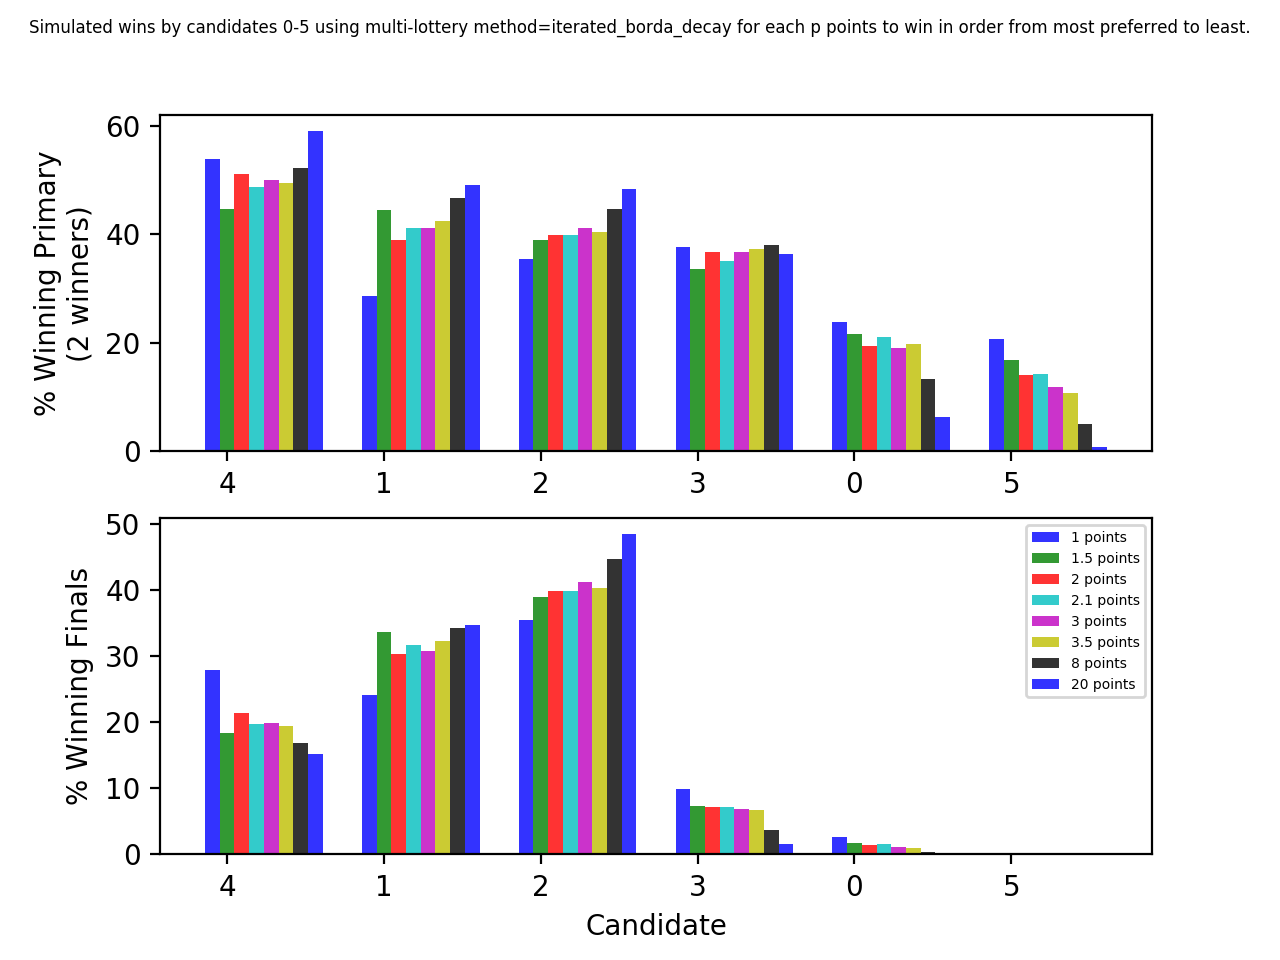 Simulated wins by candidates 0-5 using multi-lottery method=iterated_borda_decay for each p points to win in order from most preferred to least.
% Winning Primary
(2 winners)
60
40
20
0
4 1 2 3 0 5
% Winning Finals
50
40
30
20
10
0
1 points
1.5 points
2 points
2.1 points
3 points
3.5 points
8 points
20 points
4 1 2 3 0 5
Candidate